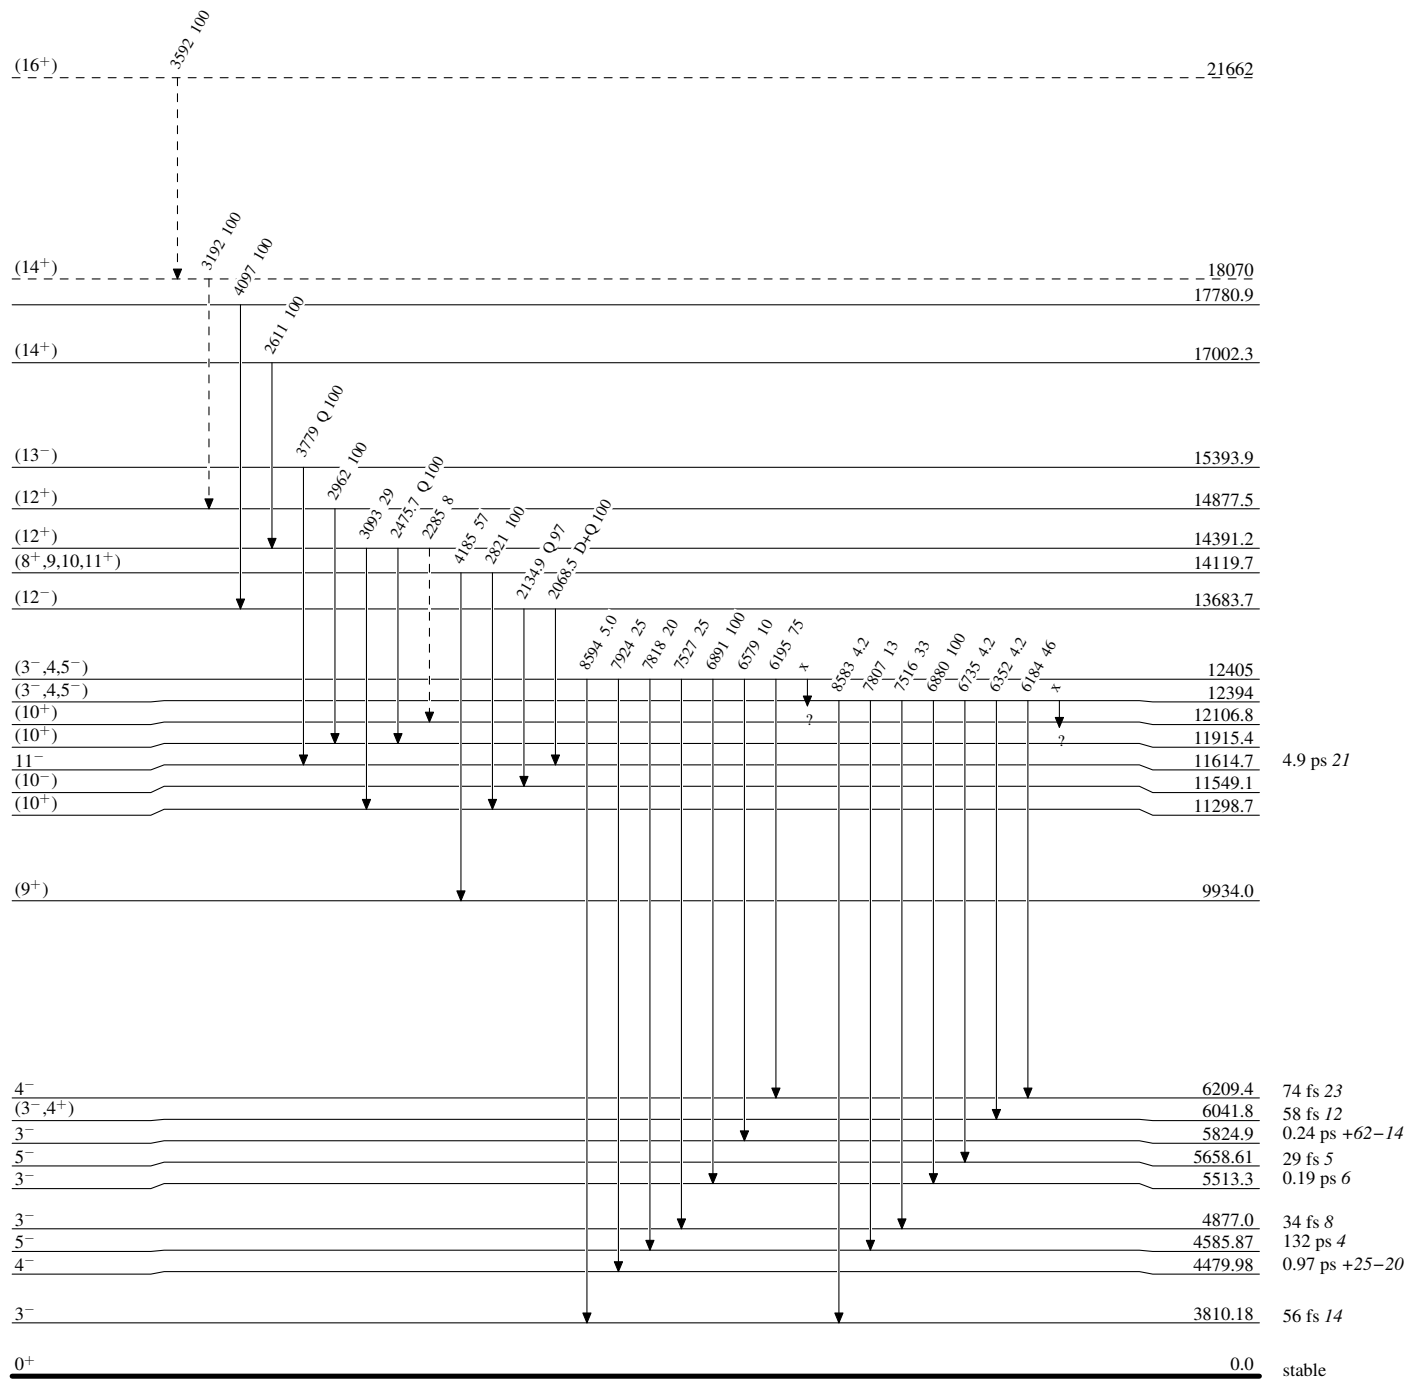 3592 100
(16+) 21662
3192 100
4097 100
(14+) 18070
17780.9
2611 100
(14+) 17002.3
3779 Q 100
(13−) 15393.9
2962 100
(12+) 14877.5
3093 29
2475.7 Q 100
2285 8
(12+) 14391.2
4185 57
2821 100
(8+,9,10,11+) 14119.7
2134.9 Q 97
2068.5 D+Q 100
(12−) 13683.7
8594 5.0
7924 25
7818 20
7527 25
6891 100
6579 10
6195 75
x
(3−,4,5−) 12405
8583 4.2
7807 13
7516 33
6880 100
6735 4.2
6352 4.2
6184 46
x
(3−,4,5−) 12394
?
(10+) 12106.8
?
(10+) 11915.4
11− 11614.7 4.9 ps 21
(10−) 11549.1
(10+) 11298.7
(9+) 9934.0
4− 6209.4 74 fs 23
(3−,4+) 6041.8 58 fs 12
3− 5824.9 0.24 ps +62−14
5− 5658.61 29 fs 5
3− 5513.3 0.19 ps 6
3− 4877.0 34 fs 8
5− 4585.87 132 ps 4
4− 4479.98 0.97 ps +25−20
3− 3810.18 56 fs 14
0+ 0.0 stable